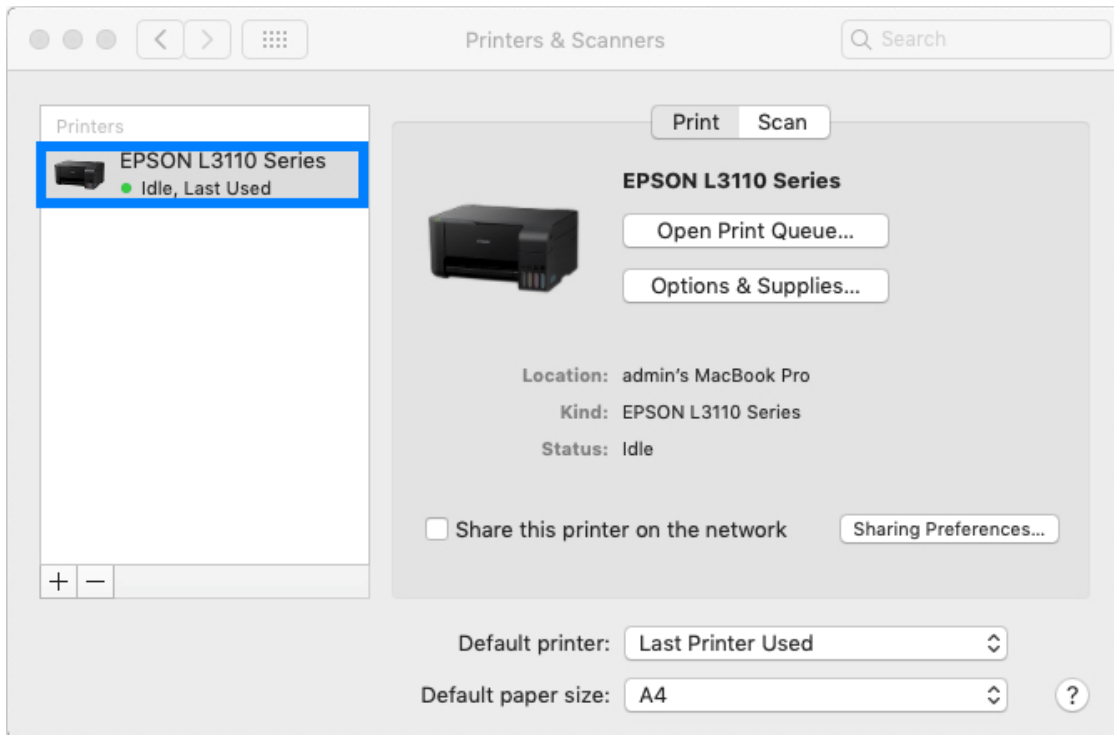 Printers & Scanners
Search
Printers
EPSON L3110 Series
Idle, Last Used
Print Scan
EPSON L3110 Series
Open Print Queue...
Options & Supplies...
Location: admin's MacBook Pro
Kind: EPSON L3110 Series
Status: Idle
Share this printer on the network
Sharing Preferences...
+ −
Default printer: Last Printer Used
Default paper size: A4
?